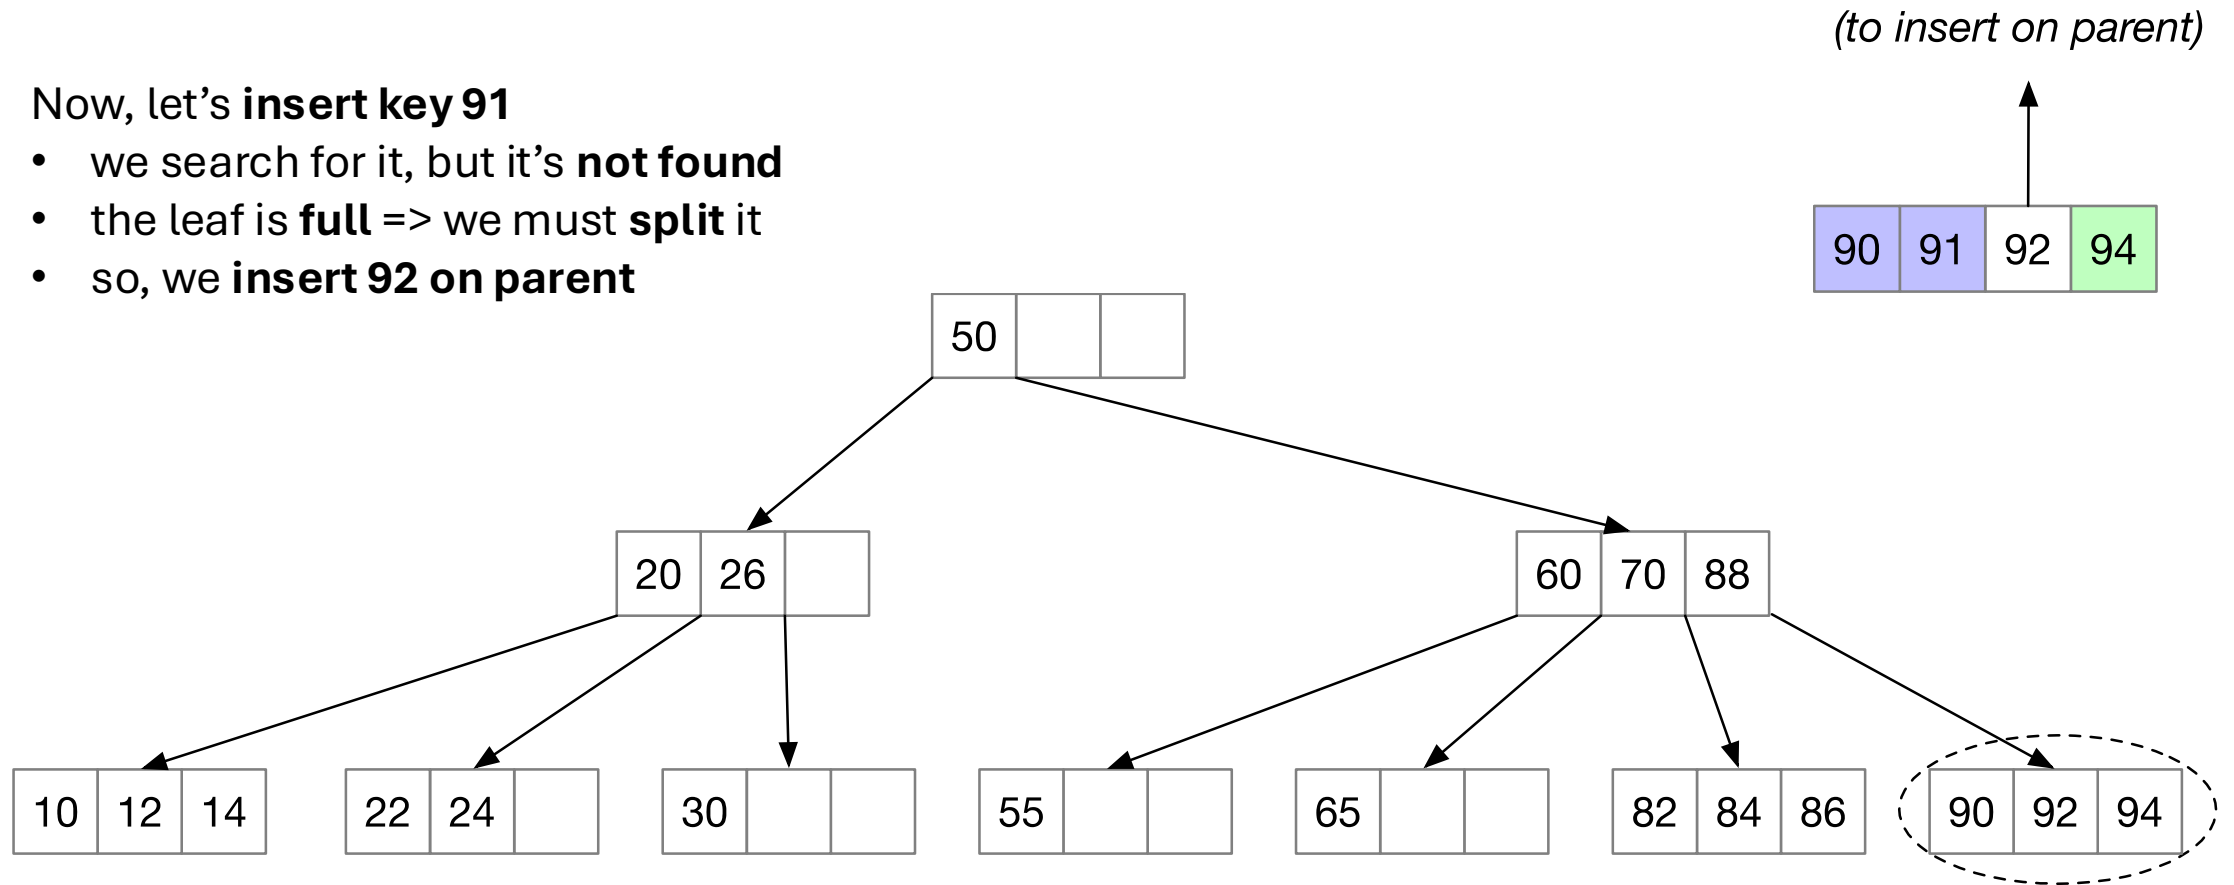 (to insert on parent)
Now, let’s insert key 91
• we search for it, but it’s not found
• the leaf is full => we must split it
• so, we insert 92 on parent
90 91 92 94
50
20 26
60 70 88
10 12 14
22 24
30
55
65
82 84 86
90 92 94